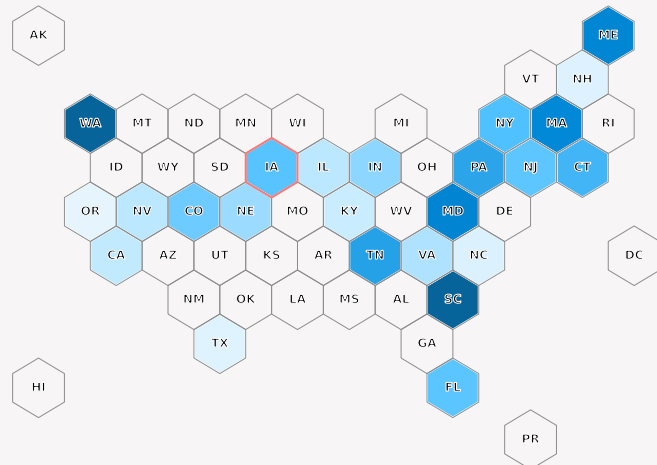 AK ME
VT NH
WA MT ND MN WI MI NY MA RI
ID WY SD IA IL IN OH PA NJ CT
OR NV CO NE MO KY WV MD DE
CA AZ UT KS AR TN VA NC DC
NM OK LA MS AL SC
TX GA
HI FL
PR